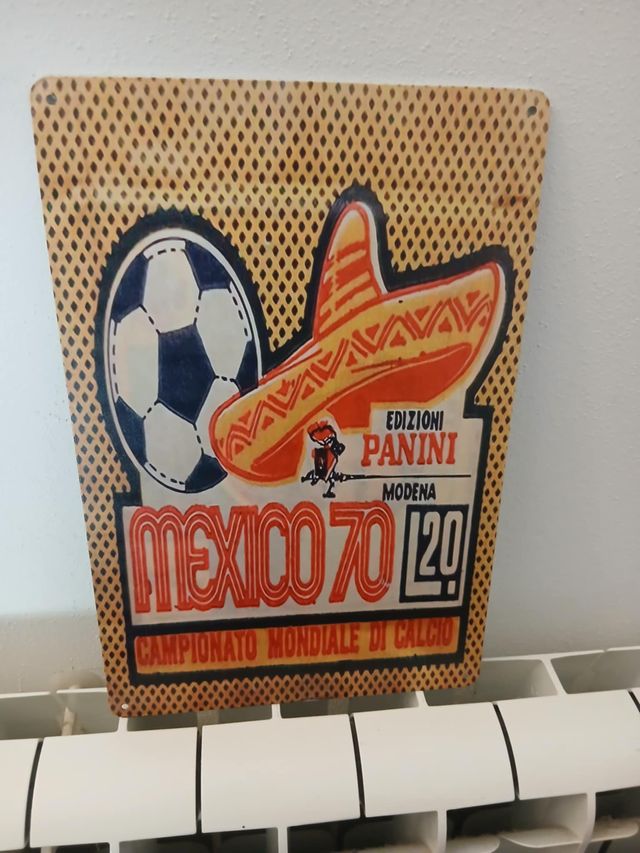 EDIZIONI
PANINI
MODENA
MEXICO 70
L.20
CAMPIONATO MONDIALE DI CALCIO